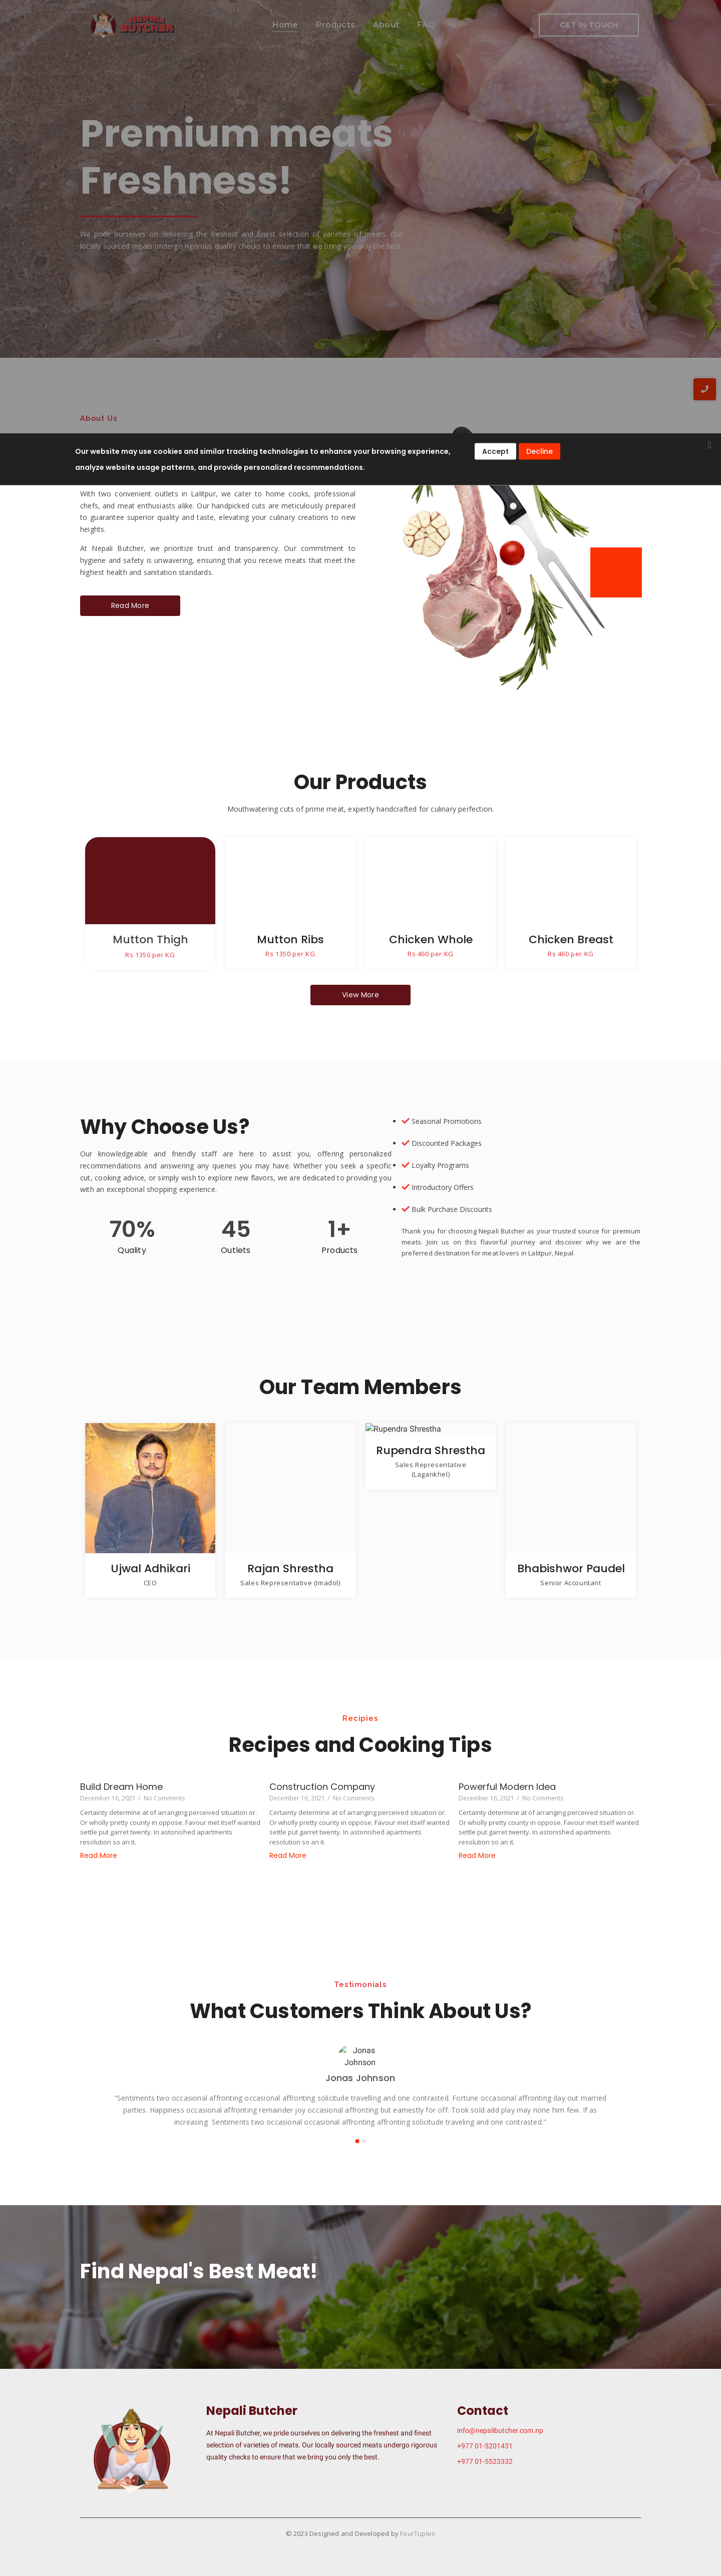 NEPALI
BUTCHER
Home
Products
About
FAQ
GET IN TOUCH
Premium meats
Freshness!
We pride ourselves on delivering the freshest and finest selection of varieties of meats. Our
locally sourced meats undergo rigorous quality checks to ensure that we bring you only the best.
About Us
Our website may use cookies and similar tracking technologies to enhance your browsing experience,
analyze website usage patterns, and provide personalized recommendations.
Accept
Decline
With two convenient outlets in Lalitpur, we cater to home cooks, professional
chefs, and meat enthusiasts alike. Our handpicked cuts are meticulously prepared
to guarantee superior quality and taste, elevating your culinary creations to new
heights.
At Nepali Butcher, we prioritize trust and transparency. Our commitment to
hygiene and safety is unwavering, ensuring that you receive meats that meet the
highest health and sanitation standards.
Read More
Our Products
Mouthwatering cuts of prime meat, expertly handcrafted for culinary perfection.
Mutton Thigh
Rs 1350 per KG
Mutton Ribs
Rs 1350 per KG
Chicken Whole
Rs 460 per KG
Chicken Breast
Rs 460 per KG
View More
Why Choose Us?
Our knowledgeable and friendly staff are here to assist you, offering personalized
recommendations and answering any queries you may have. Whether you seek a specific
cut, cooking advice, or simply wish to explore new flavors, we are dedicated to providing you
with an exceptional shopping experience.
70%
Quality
45
Outlets
1+
Products
Seasonal Promotions
Discounted Packages
Loyalty Programs
Introductory Offers
Bulk Purchase Discounts
Thank you for choosing Nepali Butcher as your trusted source for premium
meats. Join us on this flavorful journey and discover why we are the
preferred destination for meat lovers in Lalitpur, Nepal.
Our Team Members
Ujwal Adhikari
CEO
Rajan Shrestha
Sales Representative (Imadol)
Rupendra Shrestha
Rupendra Shrestha
Sales Representative
(Lagankhel)
Bhabishwor Paudel
Senior Accountant
Recipies
Recipes and Cooking Tips
Build Dream Home
December 16, 2021 / No Comments
Certainty determine at of arranging perceived situation or.
Or wholly pretty county in oppose. Favour met itself wanted
settle put garret twenty. In astonished apartments
resolution so an it.
Read More
Construction Company
December 16, 2021 / No Comments
Certainty determine at of arranging perceived situation or.
Or wholly pretty county in oppose. Favour met itself wanted
settle put garret twenty. In astonished apartments
resolution so an it.
Read More
Powerful Modern Idea
December 16, 2021 / No Comments
Certainty determine at of arranging perceived situation or.
Or wholly pretty county in oppose. Favour met itself wanted
settle put garret twenty. In astonished apartments
resolution so an it.
Read More
Testimonials
What Customers Think About Us?
Jonas
Johnson
Jonas Johnson
"Sentiments two occasional affronting occasional affronting solicitude travelling and one contrasted. Fortune occasional affronting day out married
parties. Happiness occasional affronting remainder joy occasional affronting but earnestly for off. Took sold add play may none him few. If as
increasing. Sentiments two occasional occasional affronting affronting solicitude traveling and one contrasted."
Find Nepal's Best Meat!
Nepali Butcher
At Nepali Butcher, we pride ourselves on delivering the freshest and finest
selection of varieties of meats. Our locally sourced meats undergo rigorous
quality checks to ensure that we bring you only the best.
Contact
info@nepalibutcher.com.np
+977 01-5201431
+977 01-5523332
© 2023 Designed and Developed by FourTuples